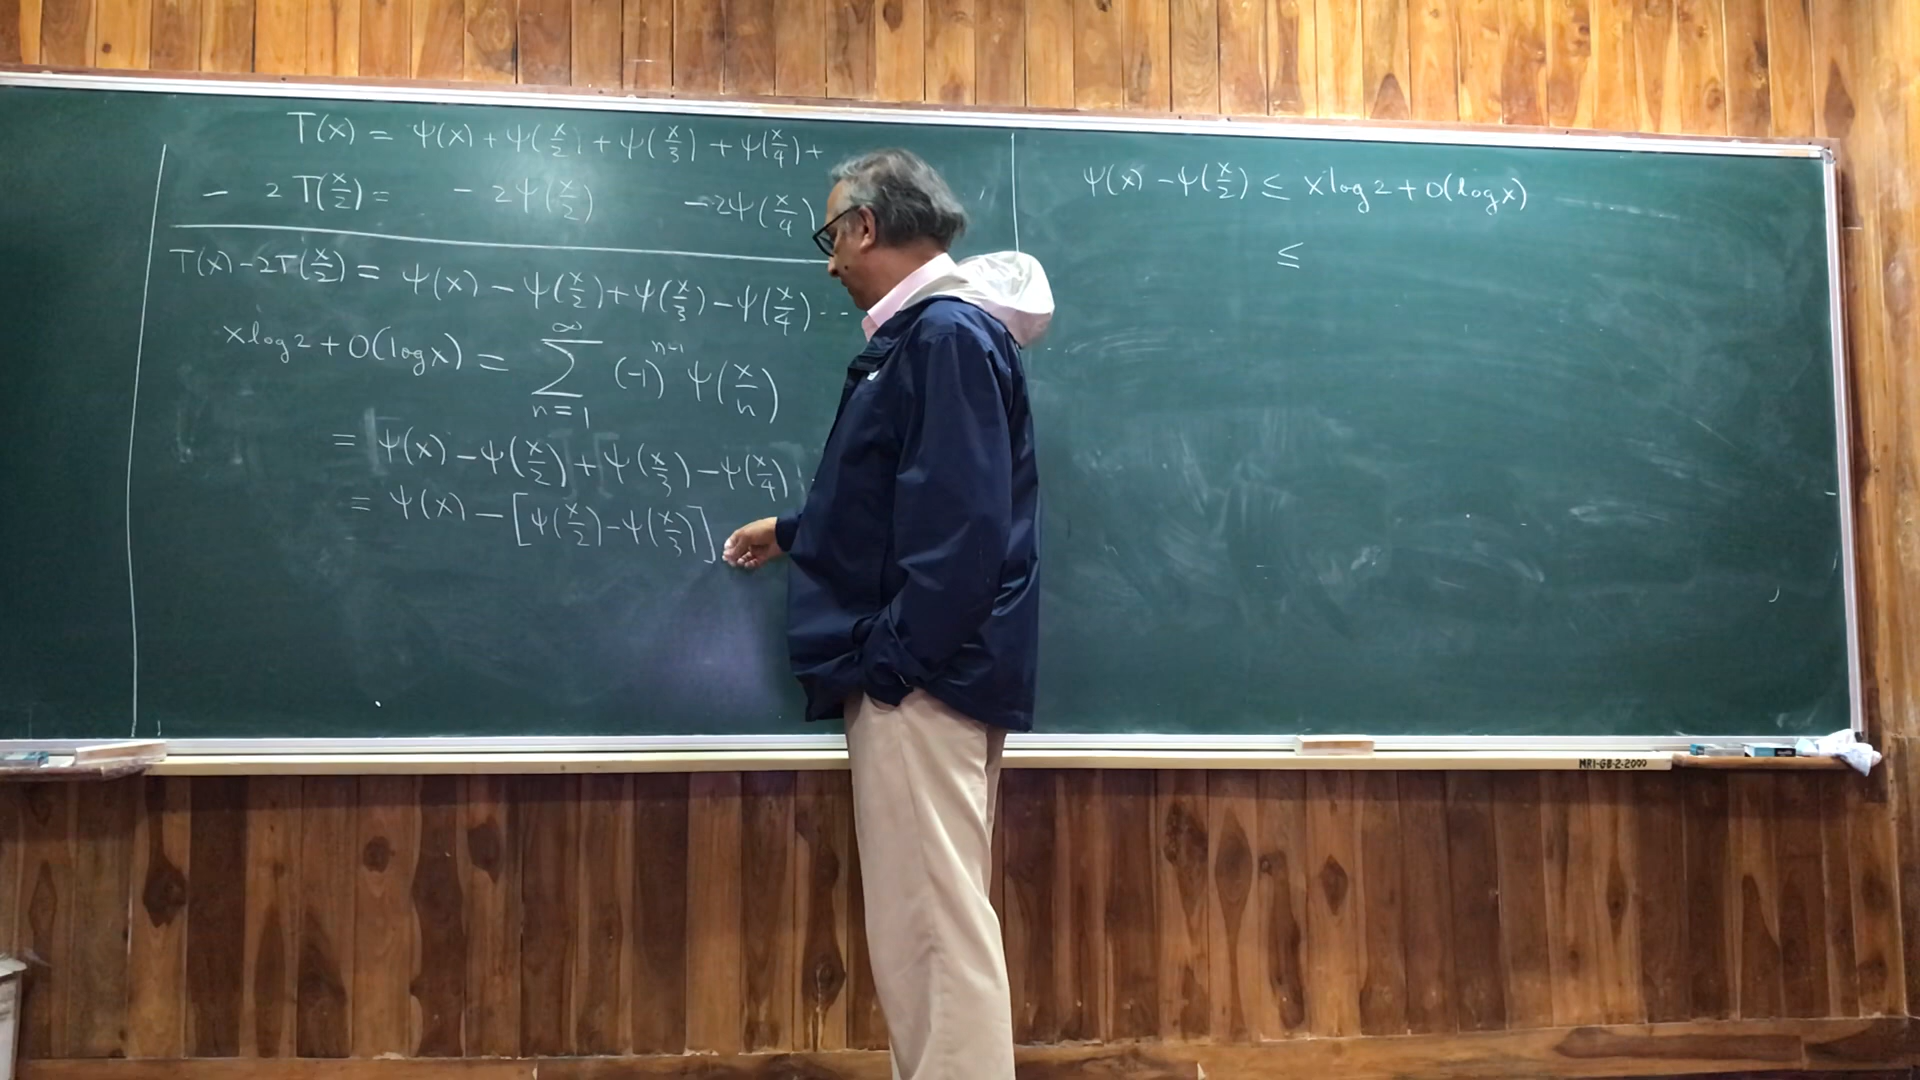 T(x) = ψ(x) + ψ(x/2) + ψ(x/3) + ψ(x/4) +
− 2T(x/2) = − 2ψ(x/2) − 2ψ(x/4)
T(x) − 2T(x/2) = ψ(x) − ψ(x/2) + ψ(x/3) − ψ(x/4) - -
x log 2 + O(log x) = ∑_{n=1}^{∞} (-1)^{n-1} ψ(x/n)
= ψ(x) − ψ(x/2) + ψ(x/3) − ψ(x/4)
= ψ(x) − [ψ(x/2) − ψ(x/3)]
ψ(x) − ψ(x/2) ≤ x log 2 + O(log x)
≤
MRI-GB-2-2000